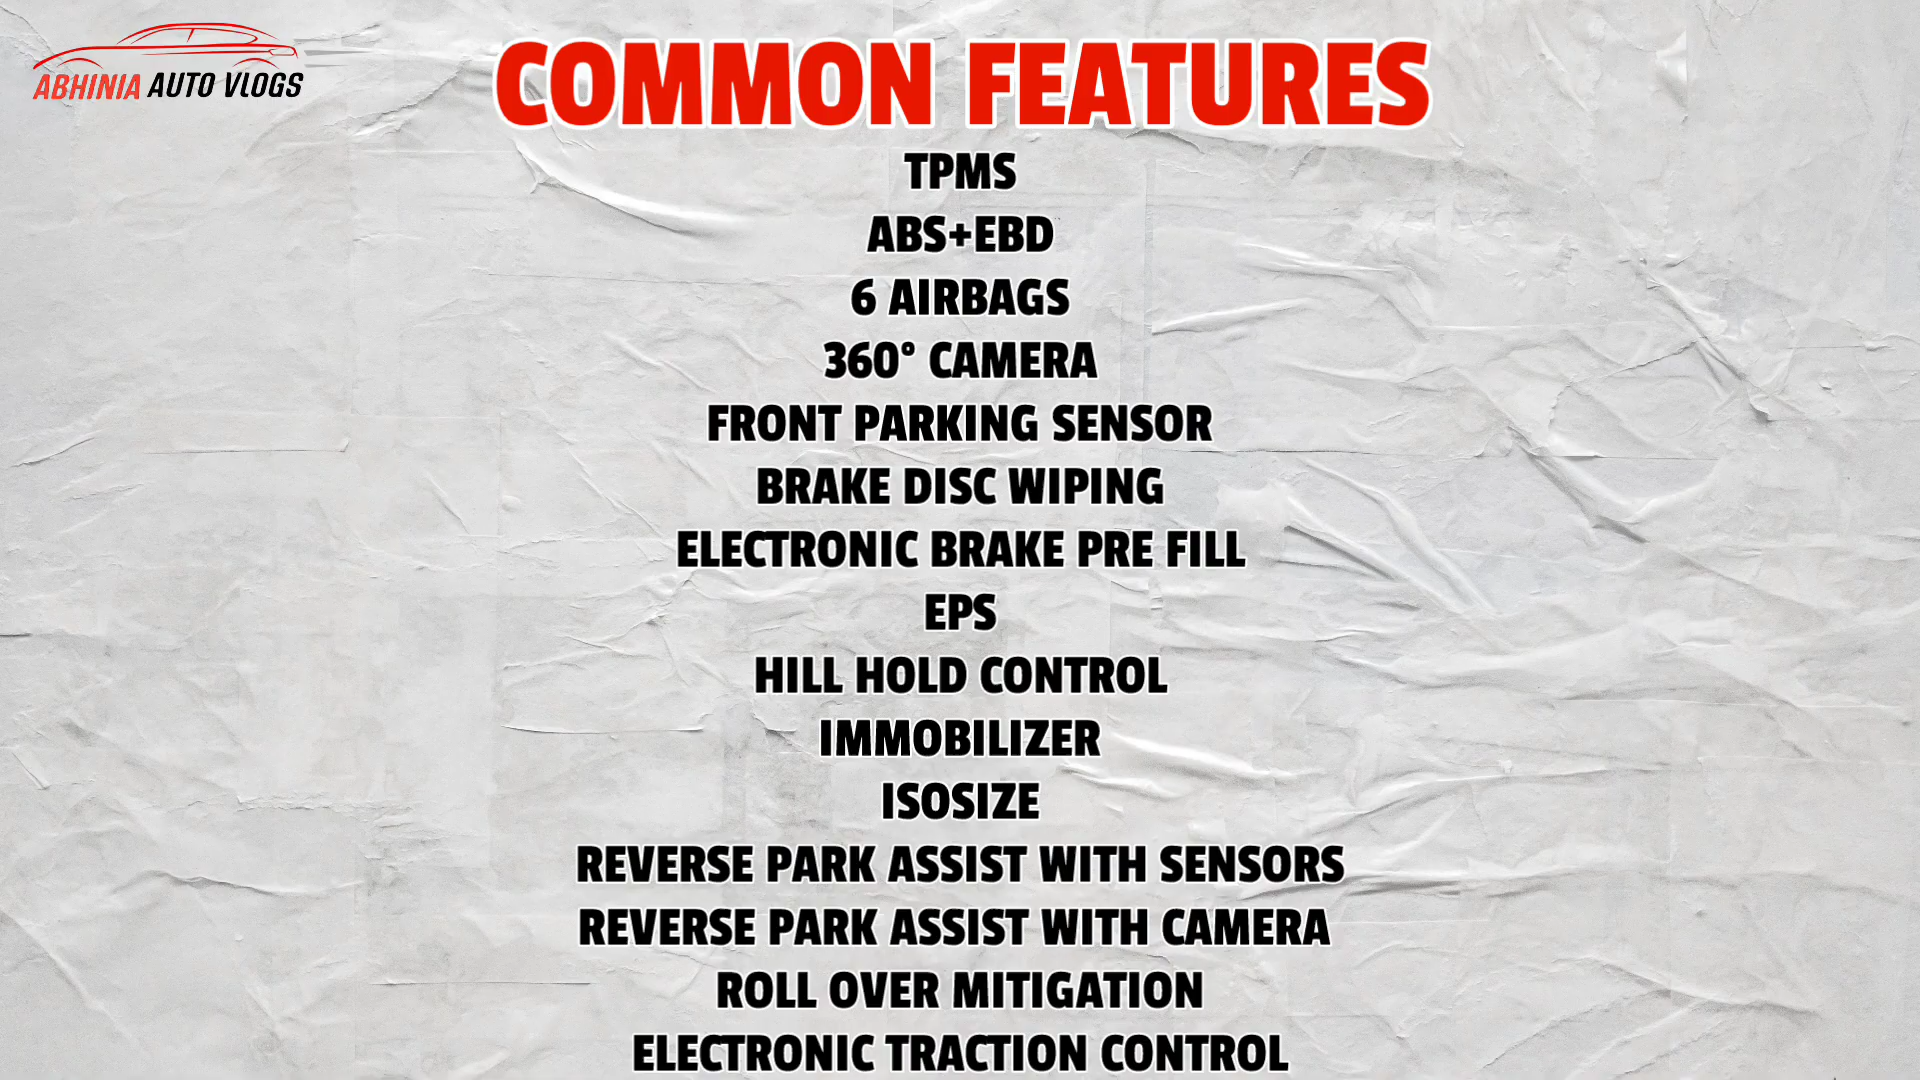 ABHINIA AUTO VLOGS
COMMON FEATURES
TPMS
ABS+EBD
6 AIRBAGS
360° CAMERA
FRONT PARKING SENSOR
BRAKE DISC WIPING
ELECTRONIC BRAKE PRE FILL
EPS
HILL HOLD CONTROL
IMMOBILIZER
ISOSIZE
REVERSE PARK ASSIST WITH SENSORS
REVERSE PARK ASSIST WITH CAMERA
ROLL OVER MITIGATION
ELECTRONIC TRACTION CONTROL